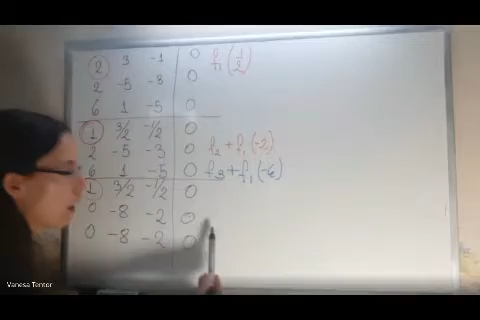 2 3 -1 0 f1 (1/2)
2 -5 -3 0
6 1 -5 0
1 3/2 -1/2 0
2 -5 -3 0 f2 + f1 (-2)
6 1 -5 0 f3 + f1 (-6)
1 3/2 -1/2 0
0 -8 -2 0
0 -8 -2 0
Vanesa Tentor